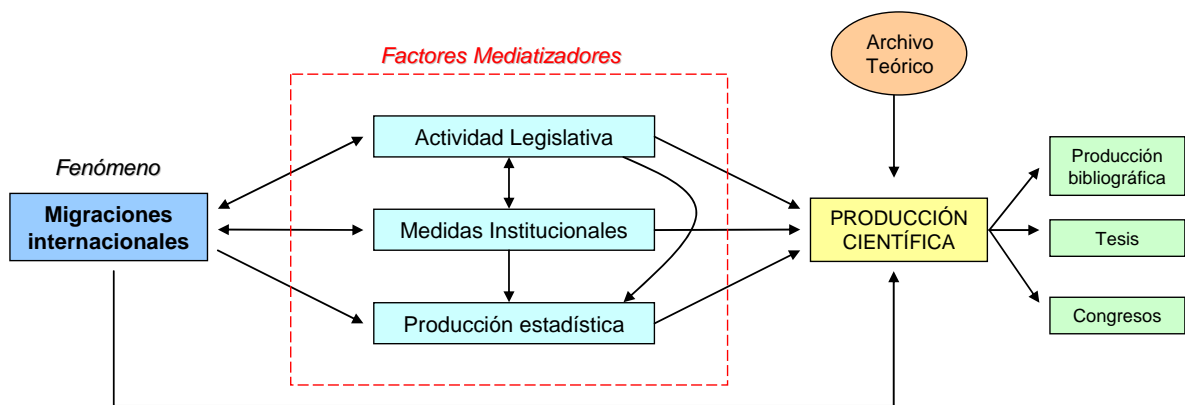 Factores Mediatizadores
Archivo
Teórico
Actividad Legislativa
Fenómeno
Migraciones
internacionales
Medidas Institucionales
Producción estadística
PRODUCCIÓN
CIENTÍFICA
Producción
bibliográfica
Tesis
Congresos